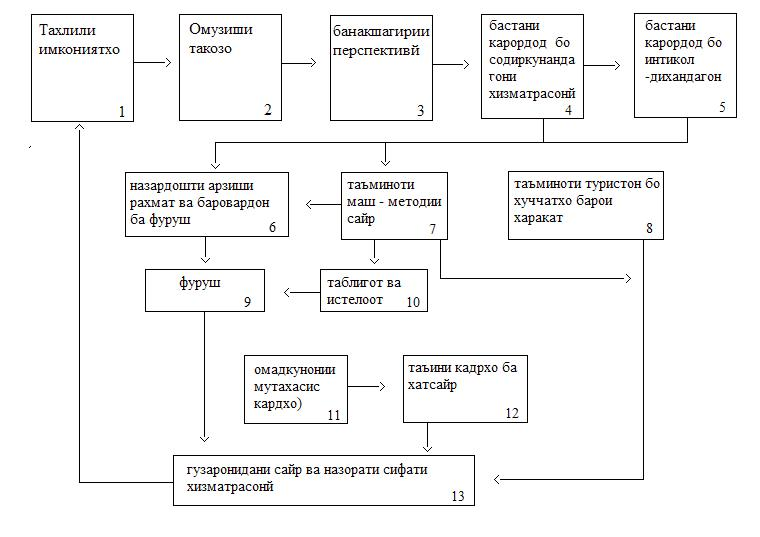 Тахлили
имкониятхо
1
Омузиши
такозо
2
банакшагирии
перспективӣ
3
бастани
карордод бо
содиркунанда
гони
хизматрасонӣ
4
бастани
карордод бо
интикол
-дихандагон
5
назардошти арзиши
рахмат ва баровардон
ба фуруш
6
таъминоти
маш - методии
сайр
7
таъминоти туристон бо
хуччатхо барои
харакат
8
фуруш
9
таблигот ва
истелоот
10
омадкунонии
мутахасис
кардхо)
11
таъини кадрхо ба
хатсайр
12
гузаронидани сайр ва назорати сифати
хизматрасонӣ
13